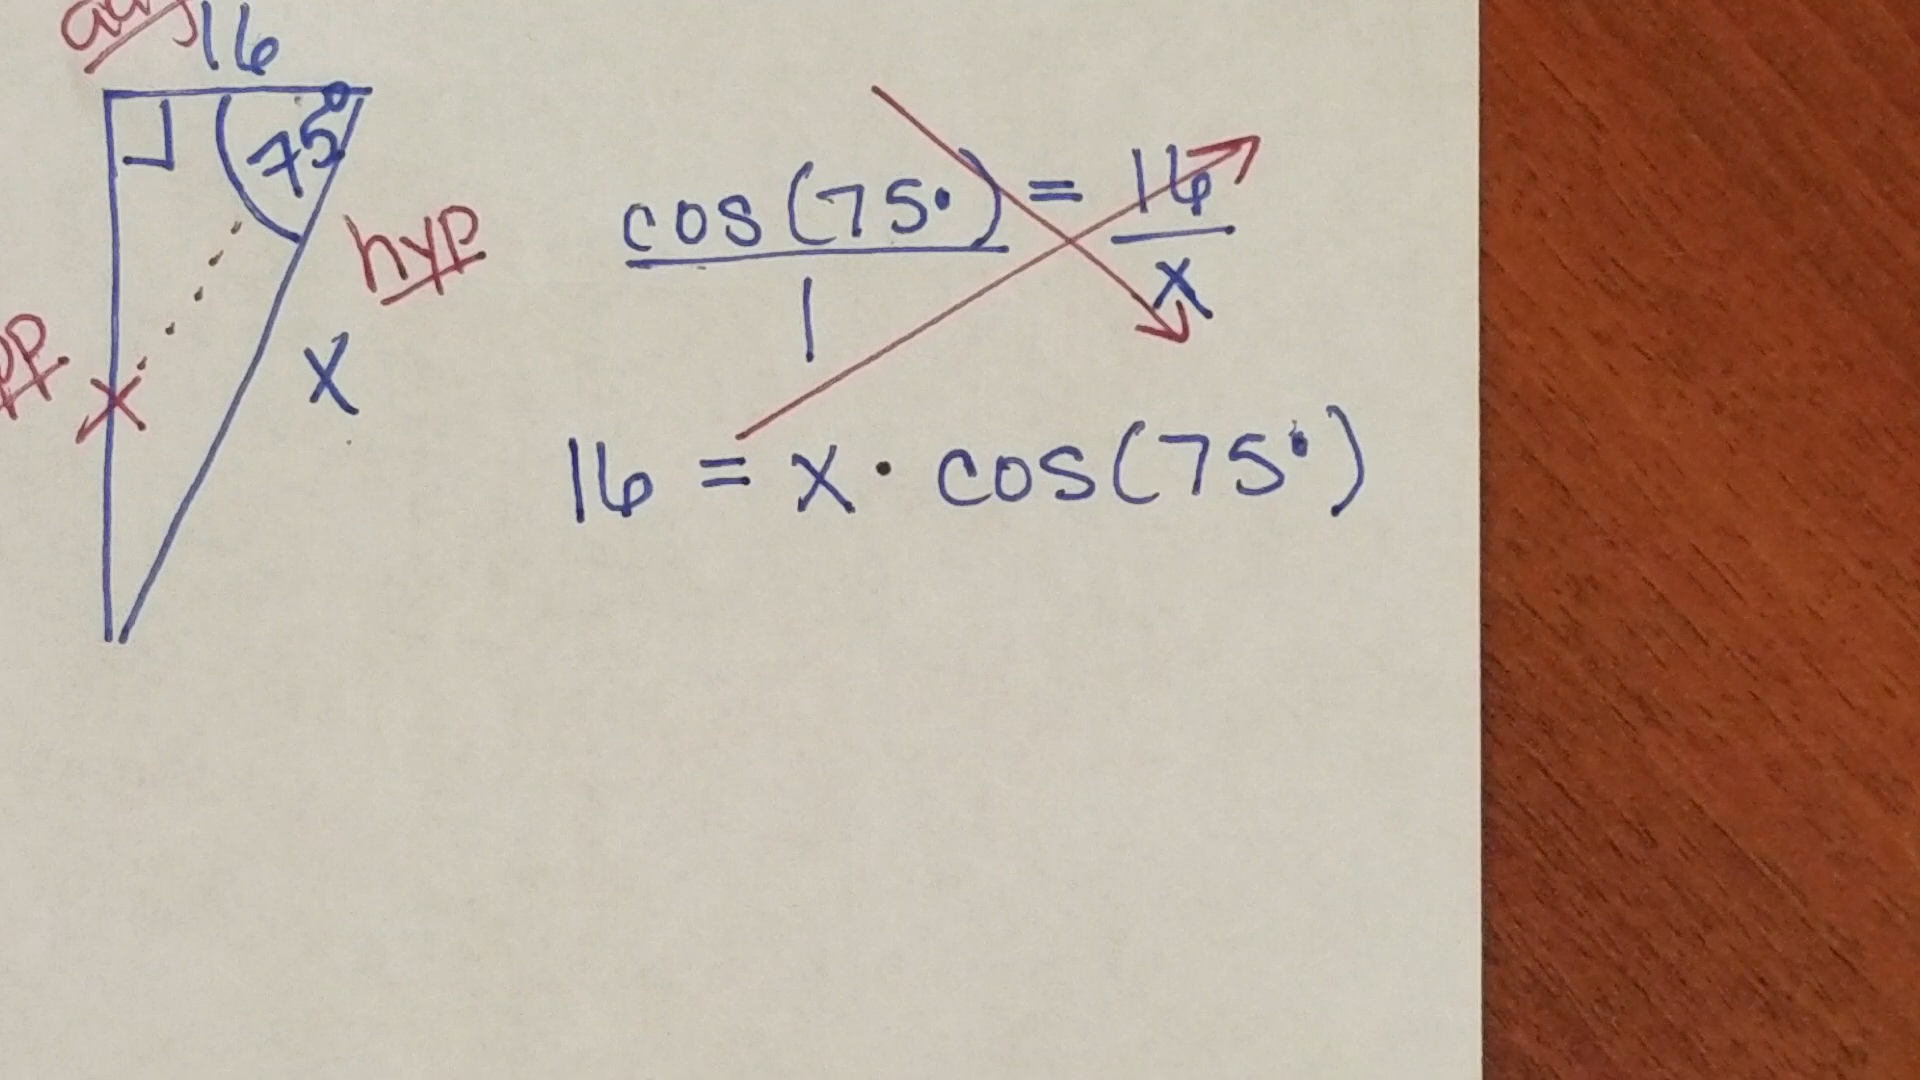 16
75°
hyp
x
cos(75°) = 16
1 x
16 = x · cos(75°)